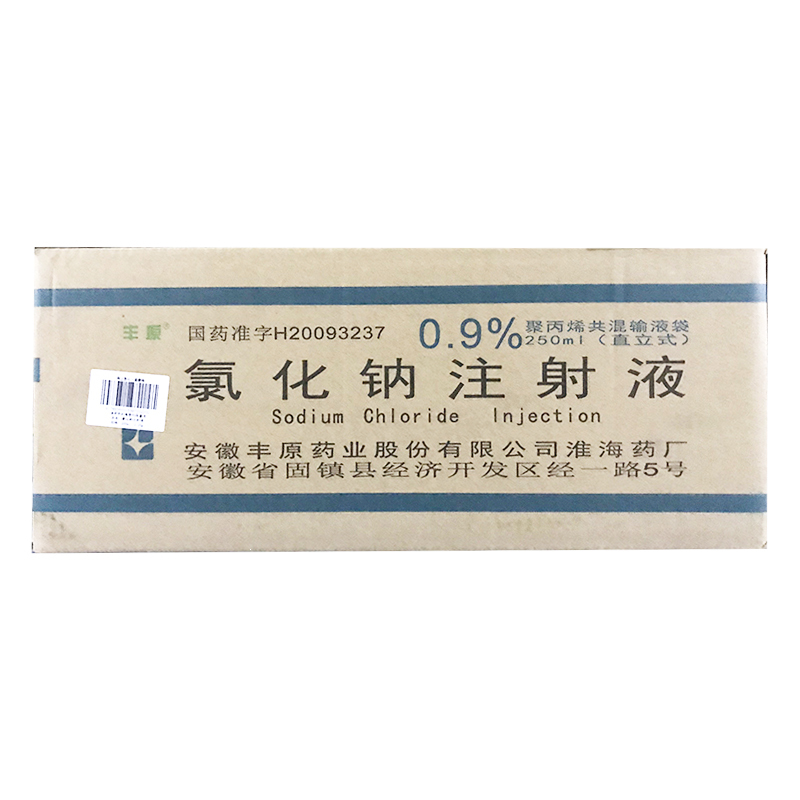 丰原®
国药准字H20093237
0.9%
聚丙烯共混输液袋
250ml（直立式）
氯化钠注射液
Sodium Chloride Injection
安徽丰原药业股份有限公司淮海药厂
安徽省固镇县经济开发区经一路5号